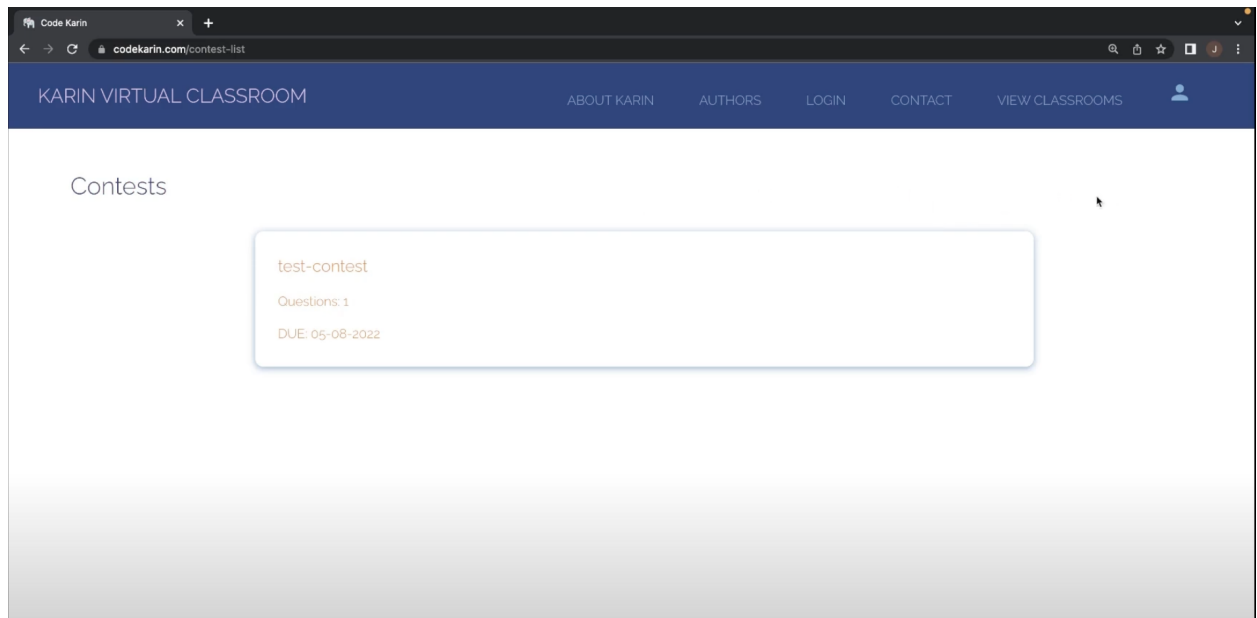 Code Karin
codekarin.com/contest-list
J
KARIN VIRTUAL CLASSROOM
ABOUT KARIN AUTHORS LOGIN CONTACT VIEW CLASSROOMS
Contests
test-contest
Questions: 1
DUE: 05-08-2022